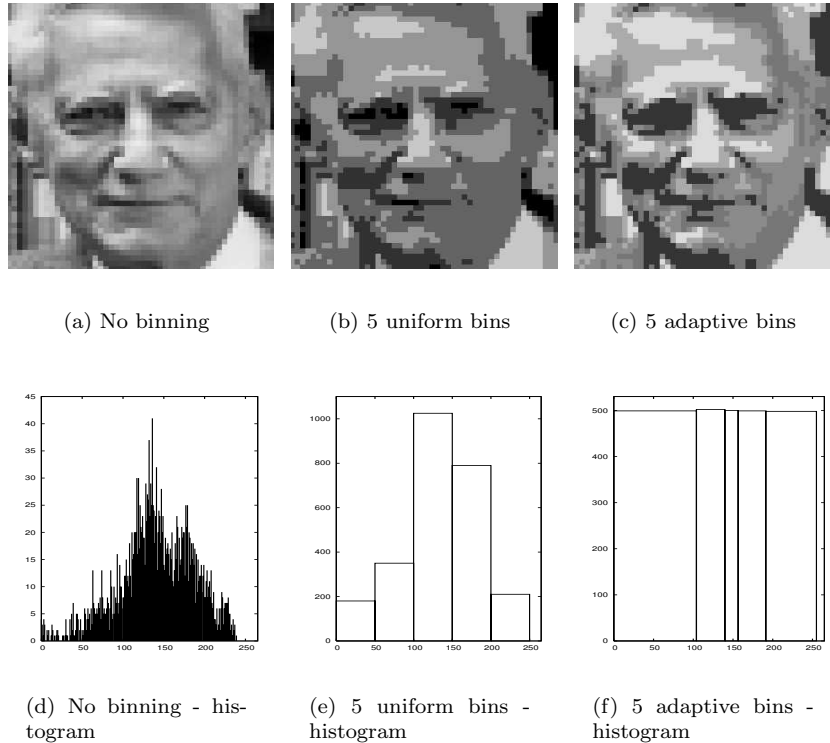 (a) No binning
(b) 5 uniform bins
(c) 5 adaptive bins
45
40
35
30
25
20
15
10
5
0
0 50 100 150 200 250
1000
800
600
400
200
0
0 50 100 150 200 250
500
400
300
200
100
0
0 50 100 150 200 250
(d) No binning - his-
togram
(e) 5 uniform bins -
histogram
(f) 5 adaptive bins -
histogram